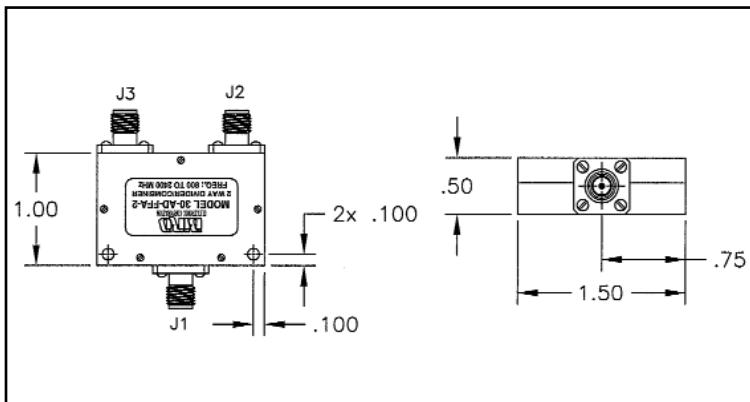 J3
J2
1.00
FREQ.: 800 TO 2400 MHz
2 WAY DIVIDER/COMBINER
MODEL 30-AD-FFA-2
2x .100
J1
.100
.50
.75
1.50